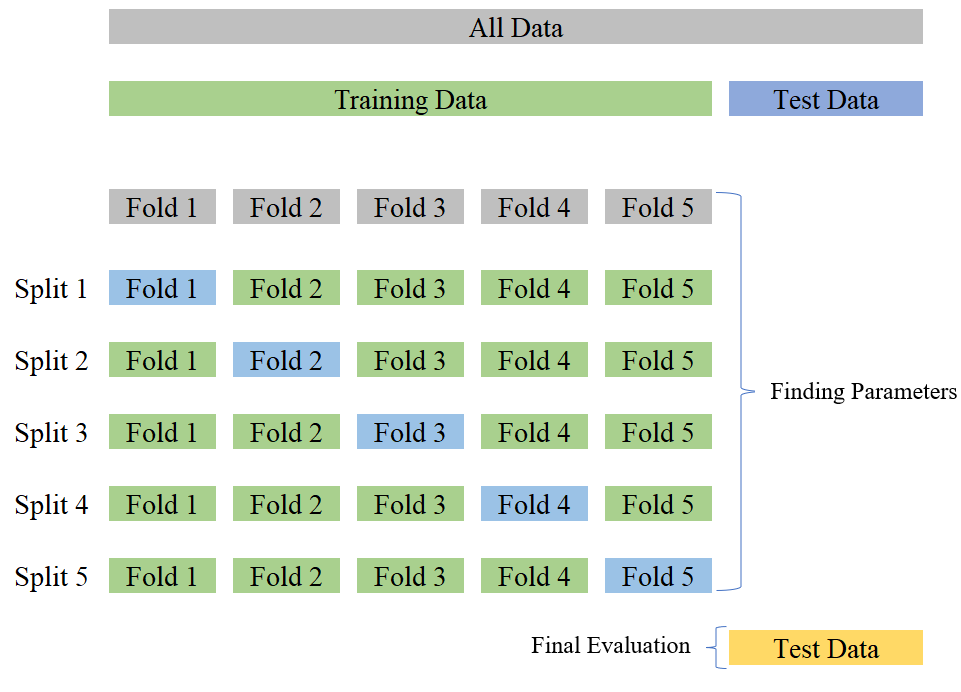 All Data
Training Data Test Data
Fold 1 Fold 2 Fold 3 Fold 4 Fold 5
Split 1 Fold 1 Fold 2 Fold 3 Fold 4 Fold 5
Split 2 Fold 1 Fold 2 Fold 3 Fold 4 Fold 5
Finding Parameters
Split 3 Fold 1 Fold 2 Fold 3 Fold 4 Fold 5
Split 4 Fold 1 Fold 2 Fold 3 Fold 4 Fold 5
Split 5 Fold 1 Fold 2 Fold 3 Fold 4 Fold 5
Final Evaluation Test Data